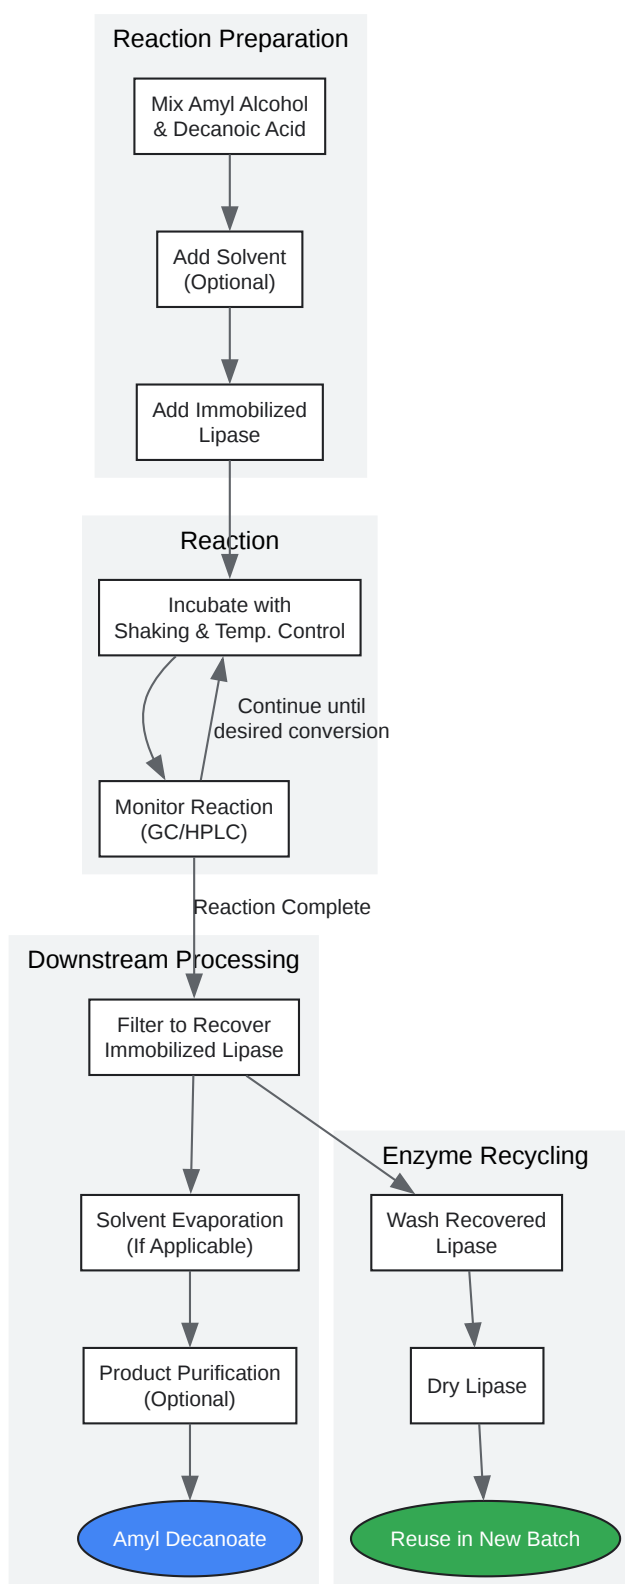 Reaction Preparation
Mix Amyl Alcohol
& Decanoic Acid
Add Solvent
(Optional)
Add Immobilized
Lipase
Reaction
Incubate with
Shaking & Temp. Control
Continue until
desired conversion
Monitor Reaction
(GC/HPLC)
Reaction Complete
Downstream Processing
Filter to Recover
Immobilized Lipase
Solvent Evaporation
(If Applicable)
Product Purification
(Optional)
Amyl Decanoate
Enzyme Recycling
Wash Recovered
Lipase
Dry Lipase
Reuse in New Batch